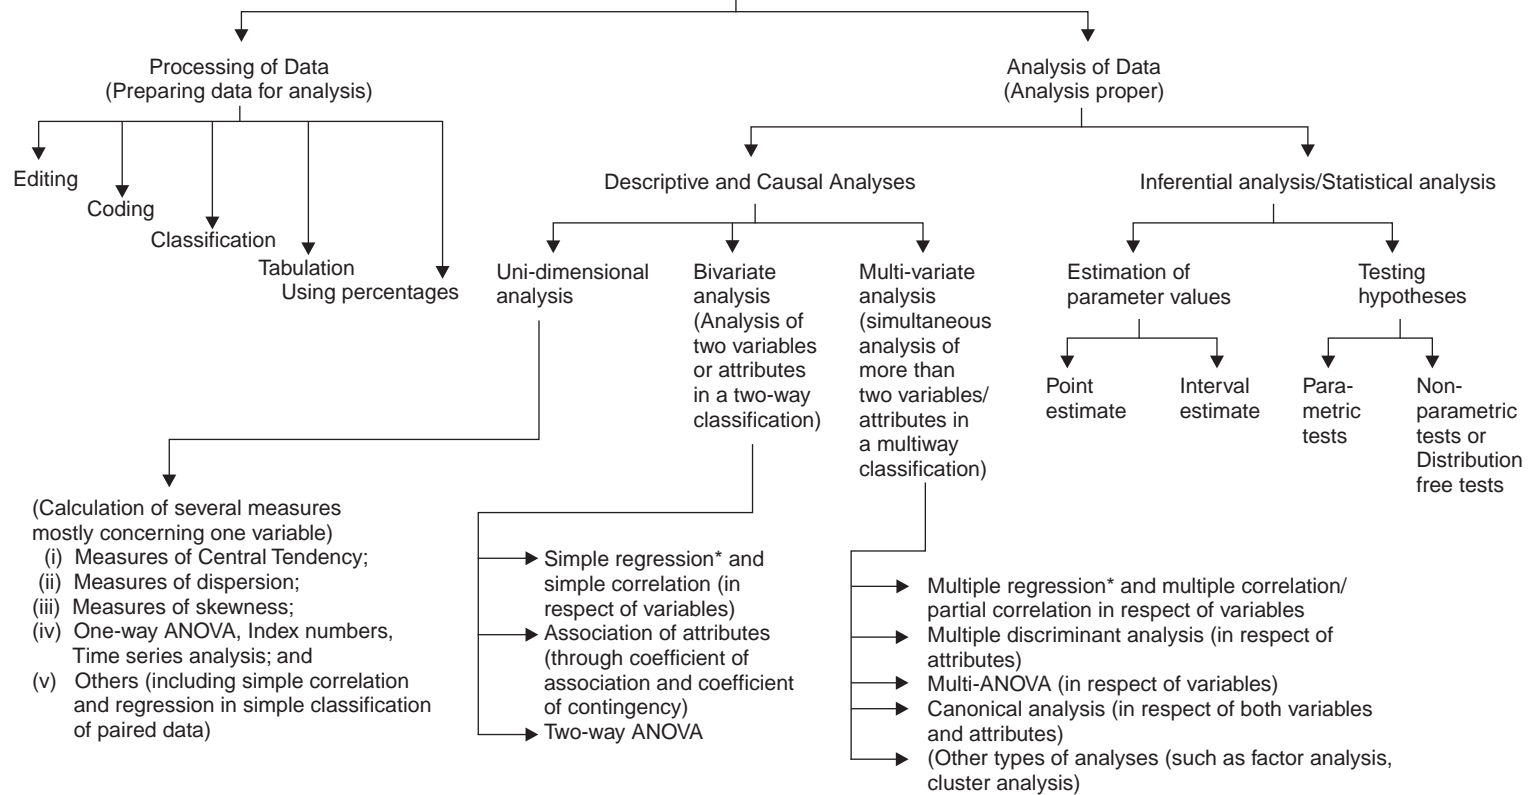 Processing of Data
(Preparing data for analysis)
Analysis of Data
(Analysis proper)
Editing
Coding
Classification
Tabulation
Using percentages
Descriptive and Causal Analyses
Inferential analysis/Statistical analysis
Uni-dimensional
analysis
Bivariate
analysis
(Analysis of
two variables
or attributes
in a two-way
classification)
Multi-variate
analysis
(simultaneous
analysis of
more than
two variables/
attributes in
a multiway
classification)
Estimation of
parameter values
Testing
hypotheses
Point
estimate
Interval
estimate
Para-
metric
tests
Non-
parametric
tests or
Distribution
free tests
(Calculation of several measures
mostly concerning one variable)
(i) Measures of Central Tendency;
(ii) Measures of dispersion;
(iii) Measures of skewness;
(iv) One-way ANOVA, Index numbers,
Time series analysis; and
(v) Others (including simple correlation
and regression in simple classification
of paired data)
Simple regression* and
simple correlation (in
respect of variables)
Association of attributes
(through coefficient of
association and coefficient
of contingency)
Two-way ANOVA
Multiple regression* and multiple correlation/
partial correlation in respect of variables
Multiple discriminant analysis (in respect of
attributes)
Multi-ANOVA (in respect of variables)
Canonical analysis (in respect of both variables
and attributes)
(Other types of analyses (such as factor analysis,
cluster analysis)